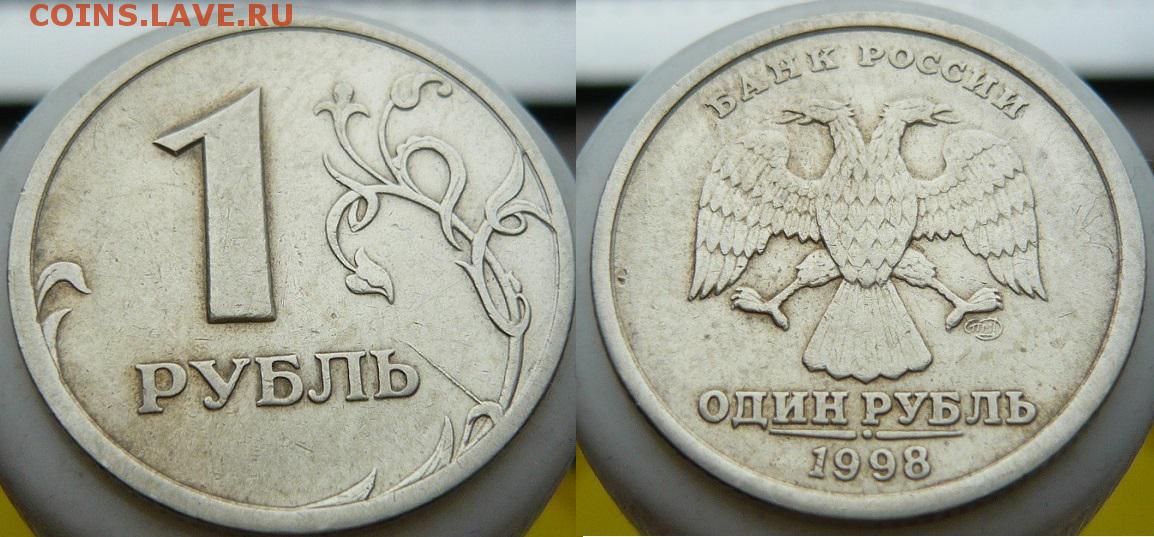 COINS.LAVE.RU
1
РУБЛЬ
БАНК РОССИИ
ОДИН РУБЛЬ
1998